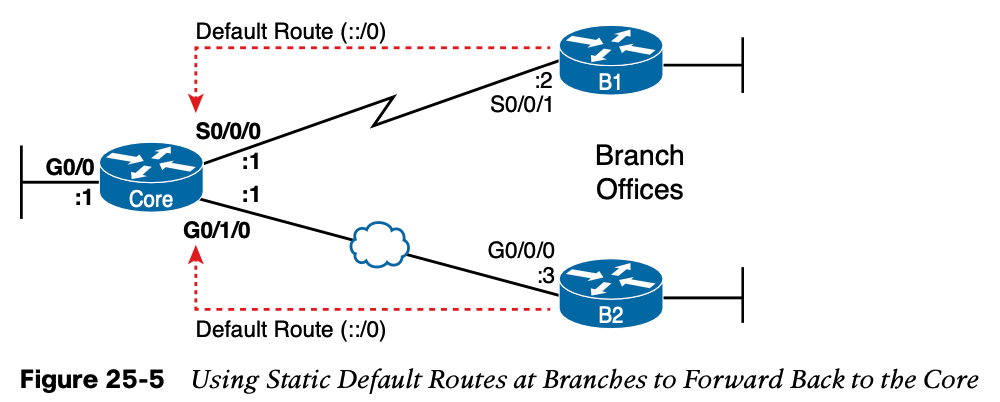 Default Route (::/0)
B1
:2
S0/0/1
S0/0/0
:1
G0/0
:1
Core
:1
G0/1/0
Branch
Offices
G0/0/0
:3
B2
Default Route (::/0)
Figure 25-5 Using Static Default Routes at Branches to Forward Back to the Core